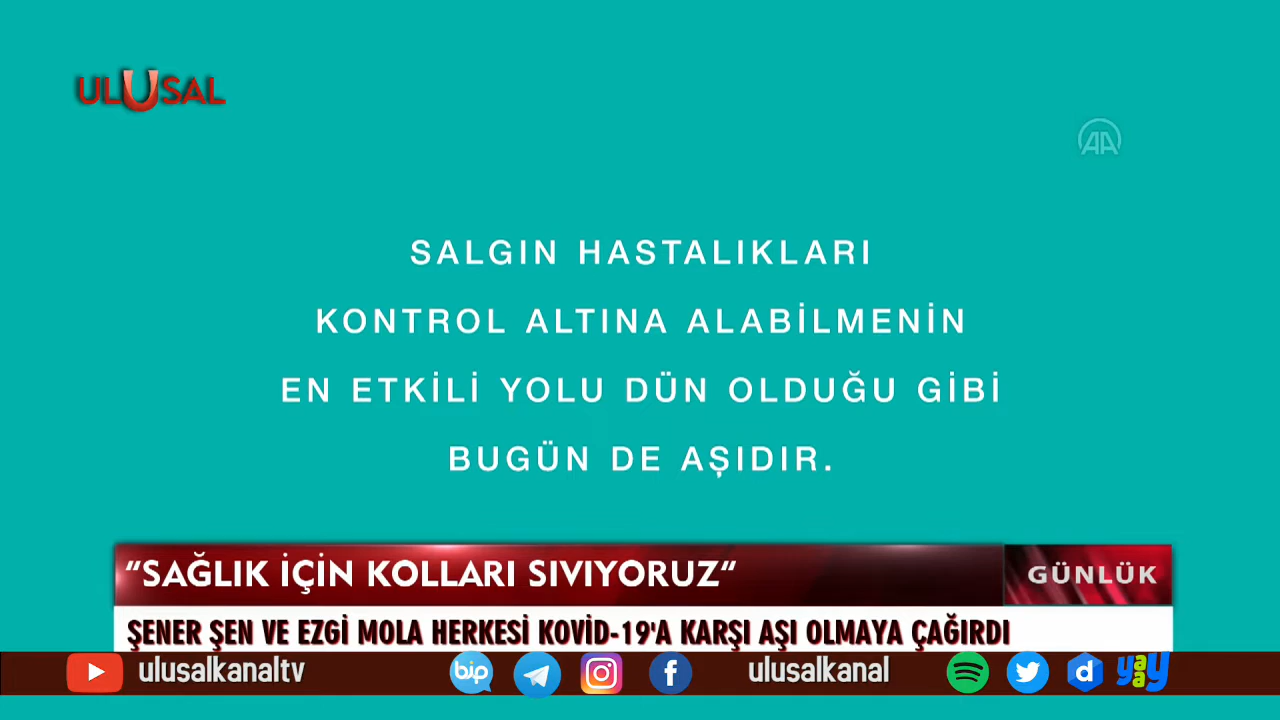 ULUSAL
AA
SALGIN HASTALIKLARI
KONTROL ALTINA ALABİLMENİN
EN ETKİLİ YOLU DÜN OLDUĞU GİBİ
BUGÜN DE AŞIDIR.
“SAĞLIK İÇİN KOLLARI SIVIYORUZ“
GÜNLÜK
ŞENER ŞEN VE EZGİ MOLA HERKESİ KOVİD-19'A KARŞI AŞI OLMAYA ÇAĞIRDI
ulusalkanaltv bip ulusalkanal d yaay